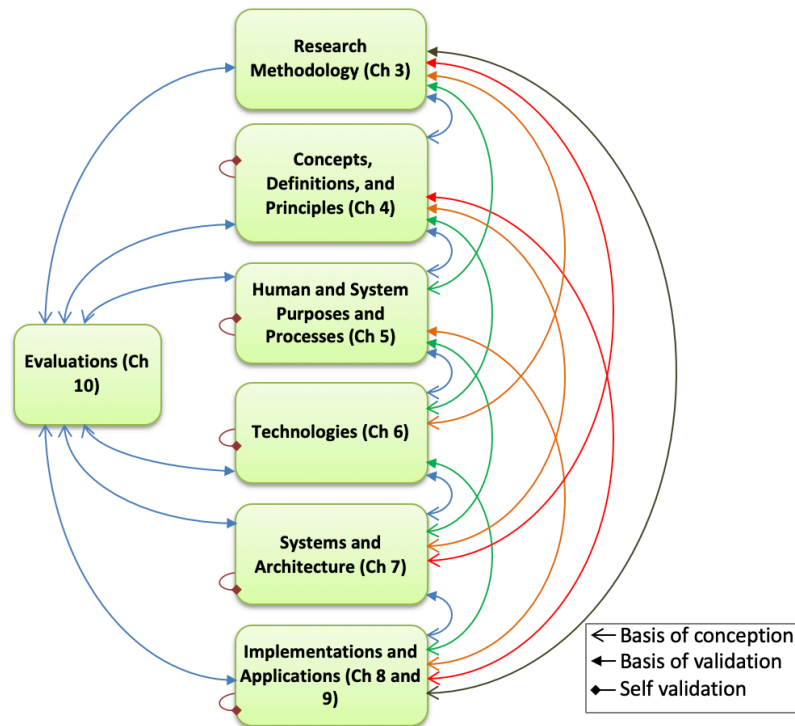 Research
Methodology (Ch 3)
Concepts,
Definitions, and
Principles (Ch 4)
Human and System
Purposes and
Processes (Ch 5)
Evaluations (Ch
10)
Technologies (Ch 6)
Systems and
Architecture (Ch 7)
Implementations and
Applications (Ch 8 and
9)
Basis of conception
Basis of validation
Self validation